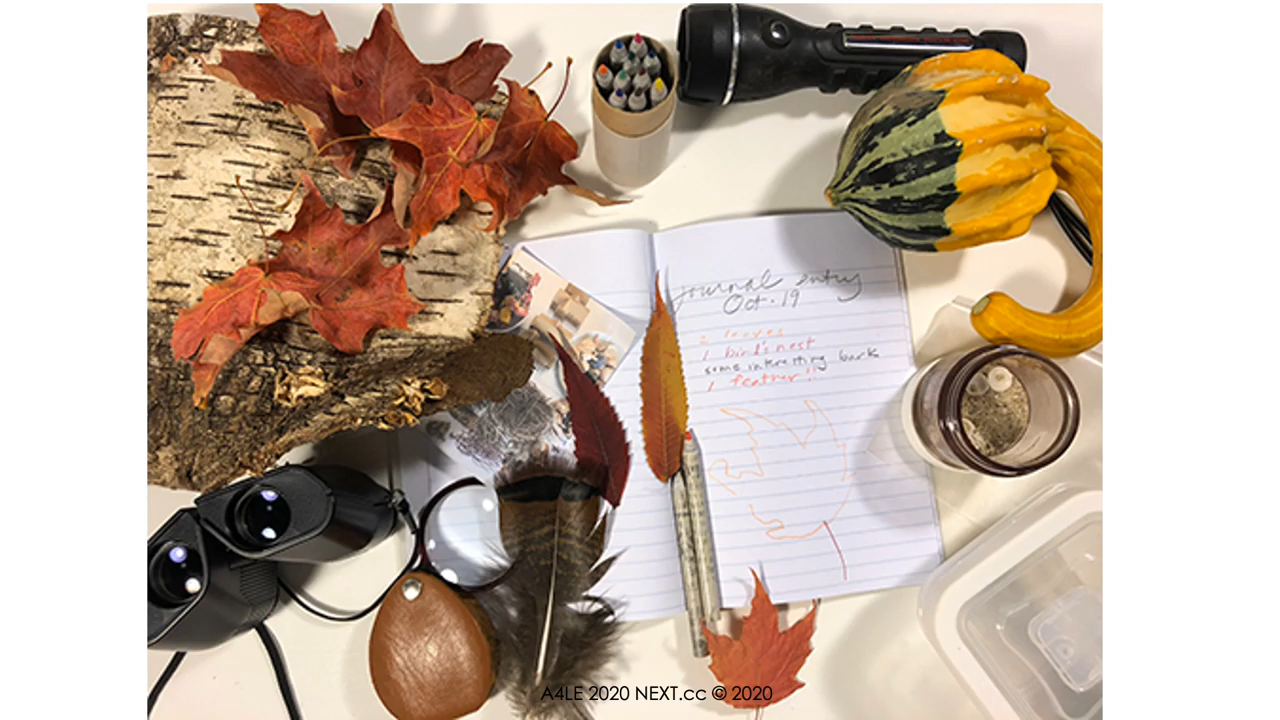 journal entry
Oct. 19
2 leaves
1 bird's nest
some interesting bark
1 feather!!
A4LE 2020 NEXT.cc © 2020